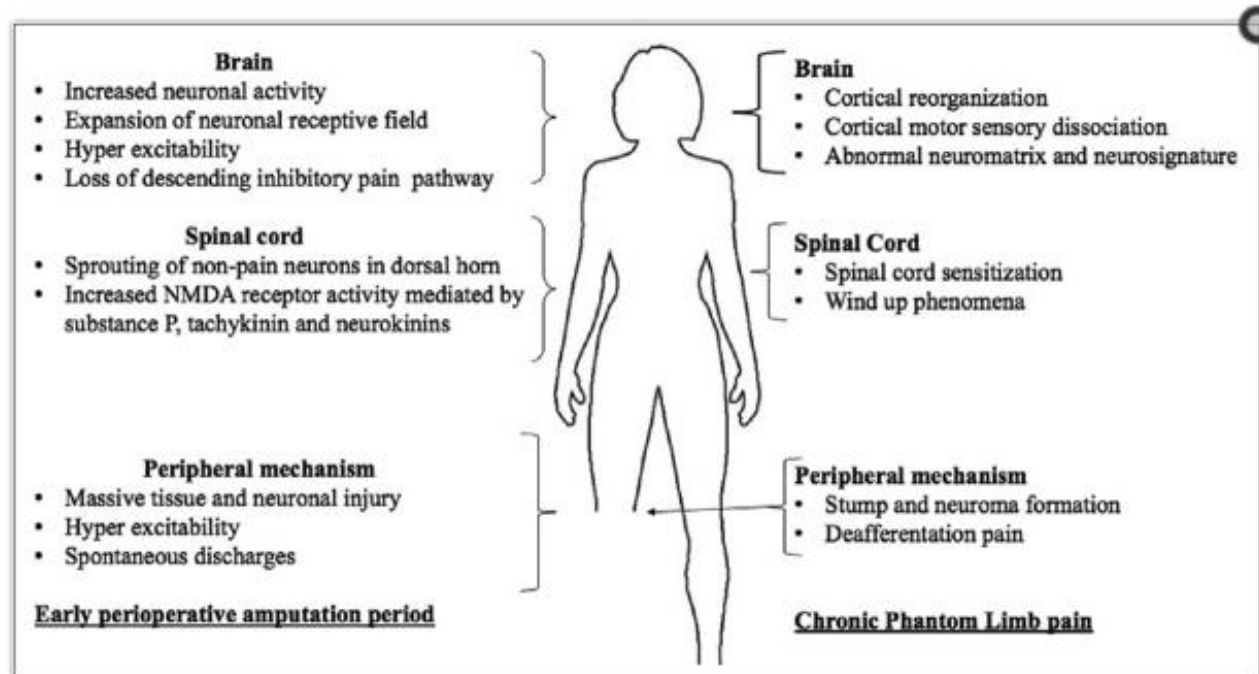 Brain
• Increased neuronal activity
• Expansion of neuronal receptive field
• Hyper excitability
• Loss of descending inhibitory pain pathway
Spinal cord
• Sprouting of non-pain neurons in dorsal horn
• Increased NMDA receptor activity mediated by
substance P, tachykinin and neurokinins
Peripheral mechanism
• Massive tissue and neuronal injury
• Hyper excitability
• Spontaneous discharges
Early perioperative amputation period
Brain
• Cortical reorganization
• Cortical motor sensory dissociation
• Abnormal neuromatrix and neurosignature
Spinal Cord
• Spinal cord sensitization
• Wind up phenomena
Peripheral mechanism
• Stump and neuroma formation
• Deafferentation pain
Chronic Phantom Limb pain